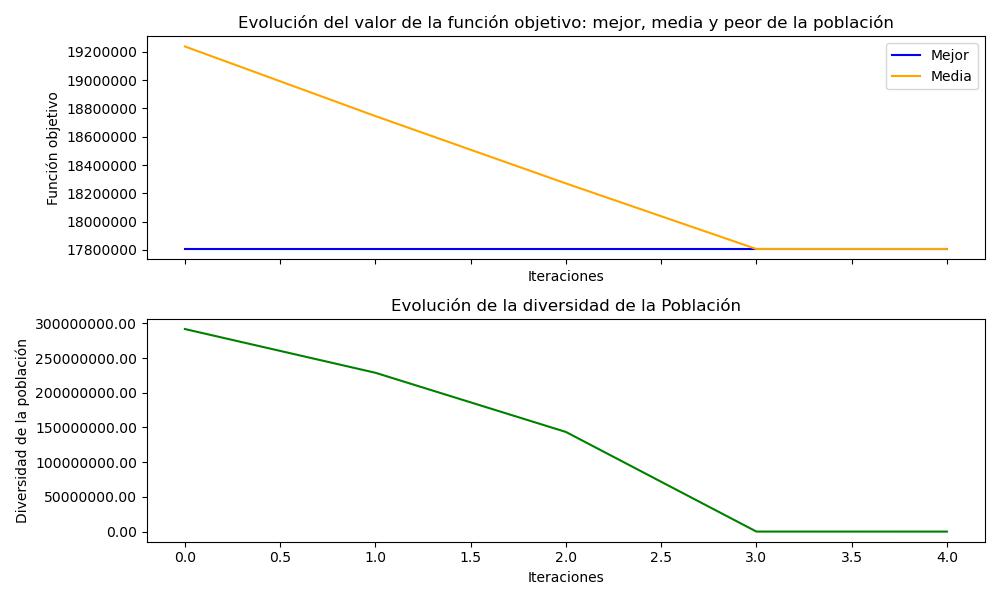 Evolución del valor de la función objetivo: mejor, media y peor de la población
Función objetivo
19200000
19000000
18800000
18600000
18400000
18200000
18000000
17800000
Mejor
Media
Iteraciones
Evolución de la diversidad de la Población
Diversidad de la población
300000000.00
250000000.00
200000000.00
150000000.00
100000000.00
50000000.00
0.00
0.0 0.5 1.0 1.5 2.0 2.5 3.0 3.5 4.0
Iteraciones